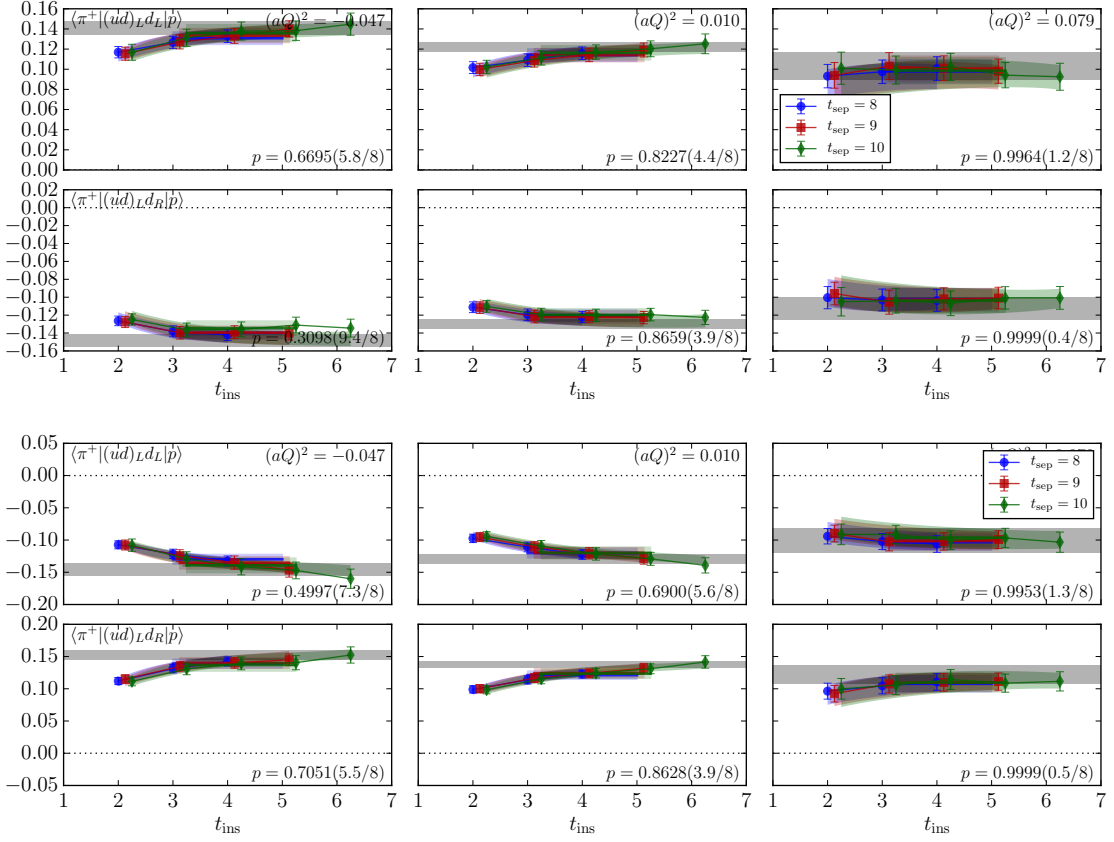 0.16
0.14
0.12
0.10
0.08
0.06
0.04
0.02
0.00
⟨π⁺|(ud)_L d_L|p⟩
(aQ)² = −0.047
p = 0.6695(5.8/8)
(aQ)² = 0.010
p = 0.8227(4.4/8)
(aQ)² = 0.079
t_sep = 8
t_sep = 9
t_sep = 10
p = 0.9964(1.2/8)
0.02
0.00
−0.02
−0.04
−0.06
−0.08
−0.10
−0.12
−0.14
−0.16
⟨π⁺|(ud)_L d_R|p⟩
p = 0.3098(9.4/8)
p = 0.8659(3.9/8)
p = 0.9999(0.4/8)
1 2 3 4 5 6 7
1 2 3 4 5 6 7
1 2 3 4 5 6 7
t_ins
t_ins
t_ins
0.05
0.00
−0.05
−0.10
−0.15
−0.20
⟨π⁺|(ud)_L d_L|p⟩
(aQ)² = −0.047
p = 0.4997(7.3/8)
(aQ)² = 0.010
p = 0.6900(5.6/8)
t_sep = 8
t_sep = 9
t_sep = 10
p = 0.9953(1.3/8)
0.20
0.15
0.10
0.05
0.00
−0.05
⟨π⁺|(ud)_L d_R|p⟩
p = 0.7051(5.5/8)
p = 0.8628(3.9/8)
p = 0.9999(0.5/8)
1 2 3 4 5 6 7
1 2 3 4 5 6 7
1 2 3 4 5 6 7
t_ins
t_ins
t_ins